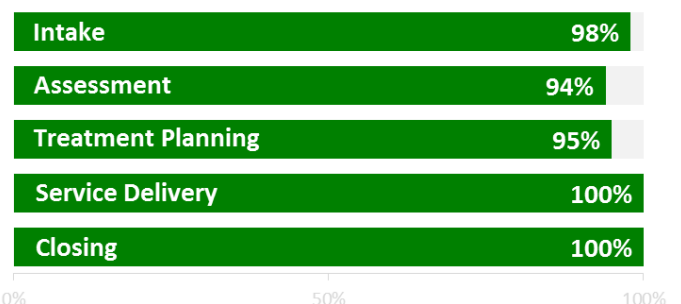 Intake 98%
Assessment 94%
Treatment Planning 95%
Service Delivery 100%
Closing 100%
0% 50% 100%